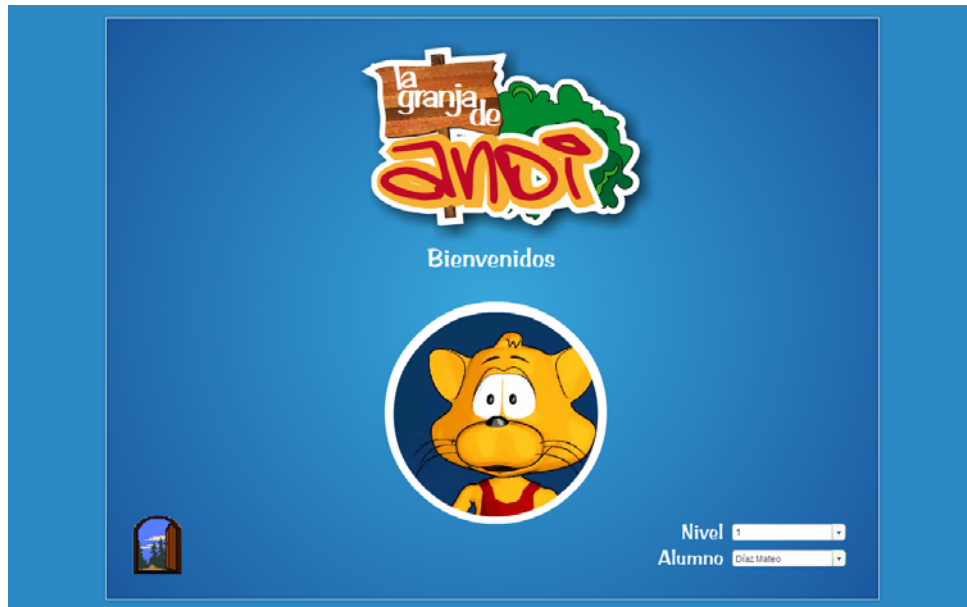 la
granja
de
anDi
Bienvenidos
Nivel 1
Alumno Díaz Mateo